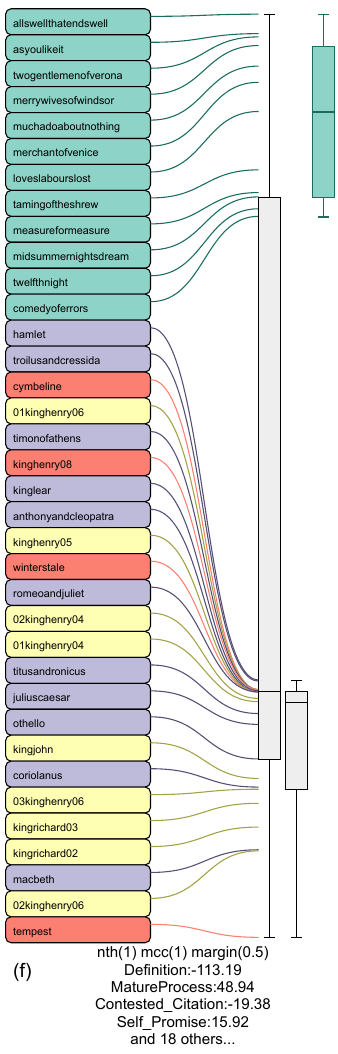 allswellthatendswell
asyoulikeit
twogentlemenofverona
merrywivesofwindsor
muchadoaboutnothing
merchantofvenice
loveslabourslost
tamingoftheshrew
measureformeasure
midsummernightsdream
twelfthnight
comedyoferrors
hamlet
troilusandcressida
cymbeline
01kinghenry06
timonofathens
kinghenry08
kinglear
anthonyandcleopatra
kinghenry05
winterstale
romeoandjuliet
02kinghenry04
01kinghenry04
titusandronicus
juliuscaesar
othello
kingjohn
coriolanus
03kinghenry06
kingrichard03
kingrichard02
macbeth
02kinghenry06
tempest
nth(1) mcc(1) margin(0.5)
(f)
Definition:-113.19
MatureProcess:48.94
Contested_Citation:-19.38
Self_Promise:15.92
and 18 others...